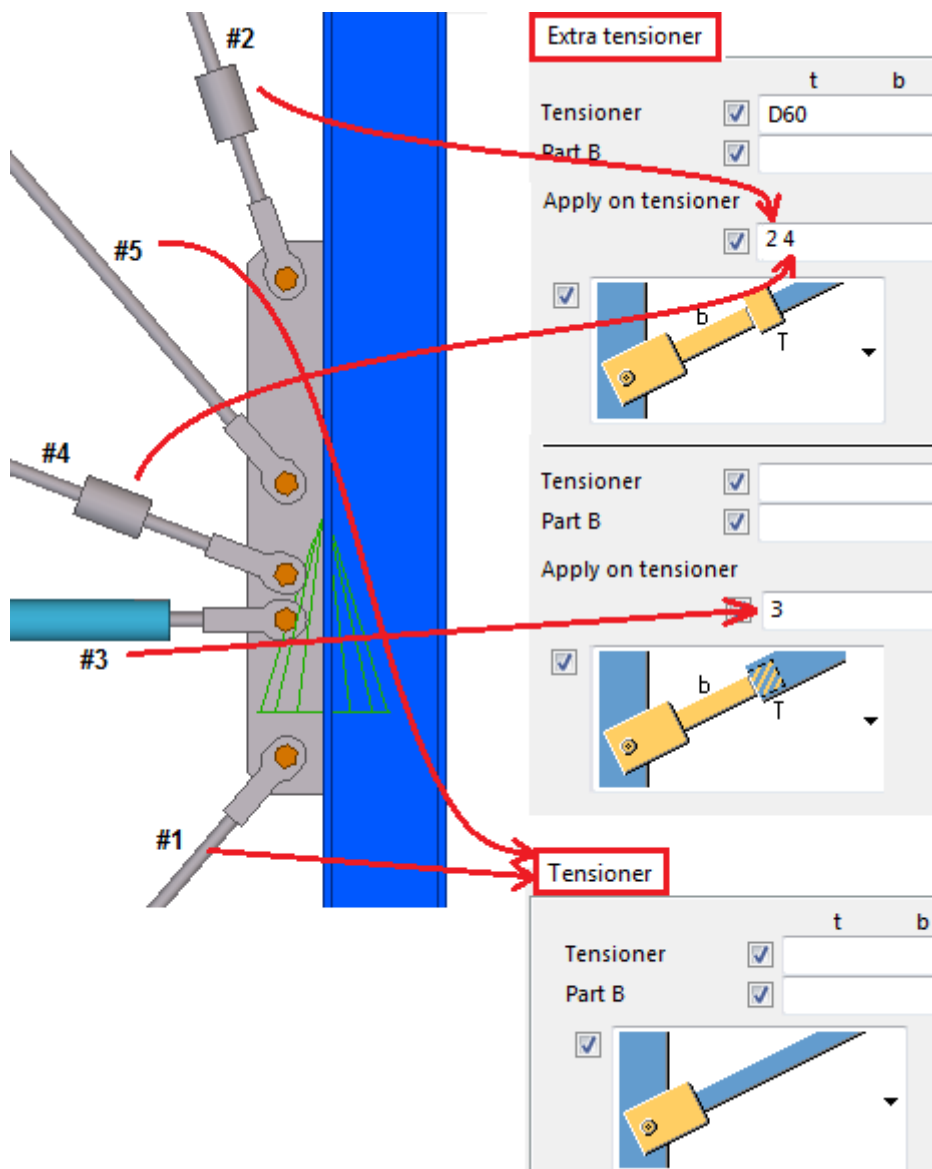 #2
#5
#4
#3
#1
Extra tensioner
t b
Tensioner D60
Part B
Apply on tensioner
2 4
b
T
Tensioner
Part B
Apply on tensioner
3
b
T
Tensioner
t b
Tensioner
Part B